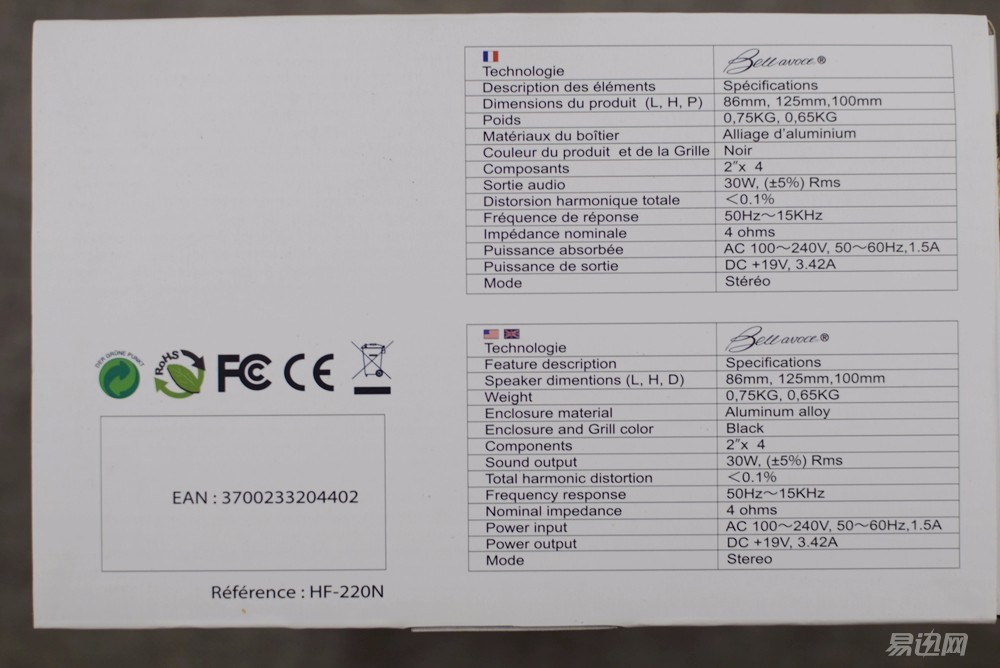 Bellavoce®
Technologie
Description des éléments Spécifications
Dimensions du produit (L, H, P) 86mm, 125mm,100mm
Poids 0,75KG, 0,65KG
Matériaux du boîtier Alliage d'aluminium
Couleur du produit et de la Grille Noir
Composants 2"x 4
Sortie audio 30W, (±5%) Rms
Distorsion harmonique totale <0.1%
Fréquence de réponse 50Hz~15KHz
Impédance nominale 4 ohms
Puissance absorbée AC 100~240V, 50~60Hz,1.5A
Puissance de sortie DC +19V, 3.42A
Mode Stéréo
Bellavoce®
Technologie
Feature description Specifications
Speaker dimentions (L, H, D) 86mm, 125mm,100mm
Weight 0,75KG, 0,65KG
Enclosure material Aluminum alloy
Enclosure and Grill color Black
Components 2"x 4
Sound output 30W, (±5%) Rms
Total harmonic distortion <0.1%
Frequency response 50Hz~15KHz
Nominal impedance 4 ohms
Power input AC 100~240V, 50~60Hz,1.5A
Power output DC +19V, 3.42A
Mode Stereo
DER GRÜNE PUNKT
RoHS
FC CE
EAN : 3700233204402
Référence : HF-220N
易迅网